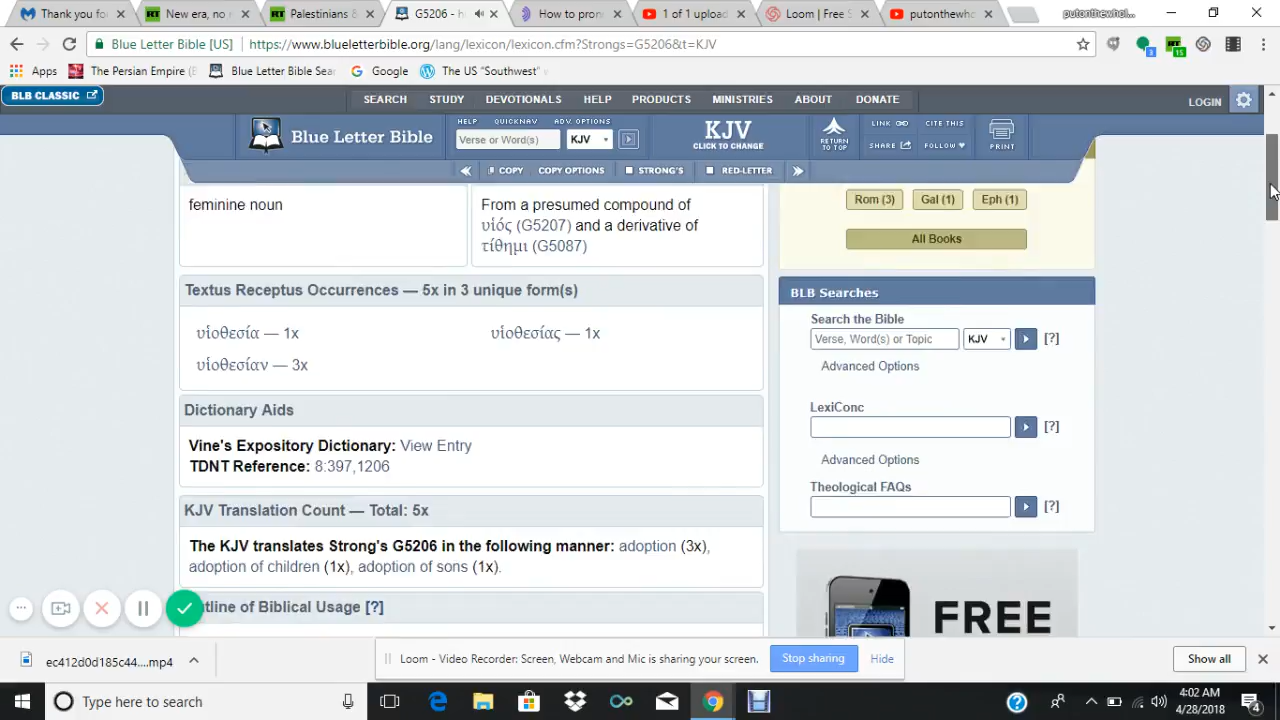 Thank you f
New era, no
Palestinians &
G5206 - h
How to pron
1 of 1 upload
Loom | Free
putonthewho
putonthewhol...
Blue Letter Bible [US]
https://www.blueletterbible.org/lang/lexicon/lexicon.cfm?Strongs=G5206&t=KJV
3
15
Apps
The Persian Empire (
Blue Letter Bible Sea
Google
The US “Southwest”
BLB CLASSIC
SEARCH STUDY DEVOTIONALS HELP PRODUCTS MINISTRIES ABOUT DONATE
LOGIN
Blue Letter Bible
HELP QUICKNAV ADV. OPTIONS
Verse or Word(s)
KJV
KJV
CLICK TO CHANGE
RETURN
TO TOP
LINK CITE THIS
SHARE FOLLOW
PRINT
COPY COPY OPTIONS STRONG'S RED-LETTER
feminine noun
From a presumed compound of
υἱός (G5207) and a derivative of
τίθημι (G5087)
Rom (3) Gal (1) Eph (1)
All Books
Textus Receptus Occurrences — 5x in 3 unique form(s)
υἱοθεσία — 1x
υἱοθεσίας — 1x
υἱοθεσίαν — 3x
Dictionary Aids
Vine's Expository Dictionary: View Entry
TDNT Reference: 8:397,1206
KJV Translation Count — Total: 5x
The KJV translates Strong's G5206 in the following manner: adoption (3x),
adoption of children (1x), adoption of sons (1x).
tline of Biblical Usage [?]
BLB Searches
Search the Bible
Verse, Word(s) or Topic
KJV
[?]
Advanced Options
LexiConc
[?]
Advanced Options
Theological FAQs
[?]
FREE
ec412d0d185c44....mp4
Loom - Video Recorder: Screen, Webcam and Mic is sharing your screen.
Stop sharing
Hide
Show all
Type here to search
4:02 AM
4/28/2018
4